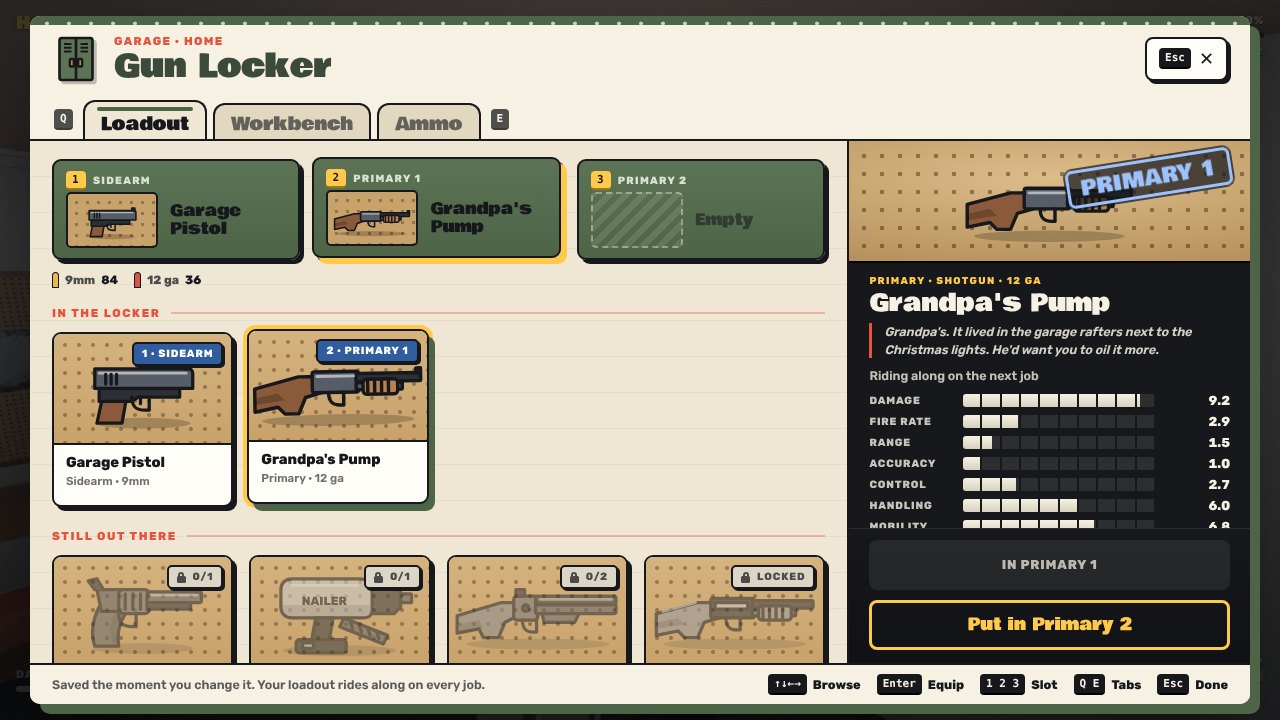 GARAGE · HOME
Gun Locker
Esc ×
Q Loadout Workbench Ammo E
1 SIDEARM
Garage
Pistol
2 PRIMARY 1
Grandpa's
Pump
3 PRIMARY 2
Empty
9mm 84 12 ga 36
IN THE LOCKER
1 · SIDEARM
Garage Pistol
Sidearm · 9mm
2 · PRIMARY 1
Grandpa's Pump
Primary · 12 ga
STILL OUT THERE
0/1
0/1
NAILER
0/2
LOCKED
PRIMARY 1
PRIMARY · SHOTGUN · 12 GA
Grandpa's Pump
Grandpa's. It lived in the garage rafters next to the
Christmas lights. He'd want you to oil it more.
Riding along on the next job
DAMAGE 9.2
FIRE RATE 2.9
RANGE 1.5
ACCURACY 1.0
CONTROL 2.7
HANDLING 6.0
MOBILITY 6.8
IN PRIMARY 1
Put in Primary 2
Saved the moment you change it. Your loadout rides along on every job.
↑↓←→ Browse Enter Equip 1 2 3 Slot Q E Tabs Esc Done